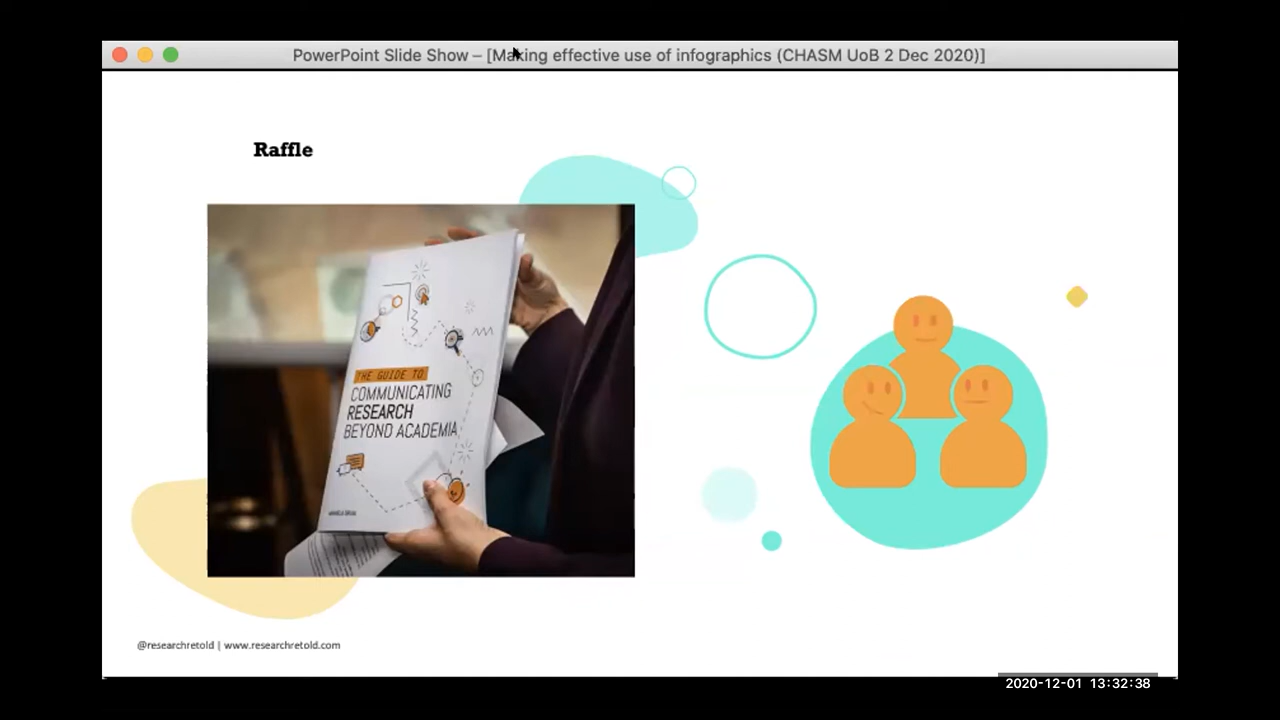 PowerPoint Slide Show – [Making effective use of infographics (CHASM UoB 2 Dec 2020)]
Raffle
THE GUIDE TO
COMMUNICATING
RESEARCH
BEYOND ACADEMIA
@researchretold | www.researchretold.com
2020-12-01 13:32:38